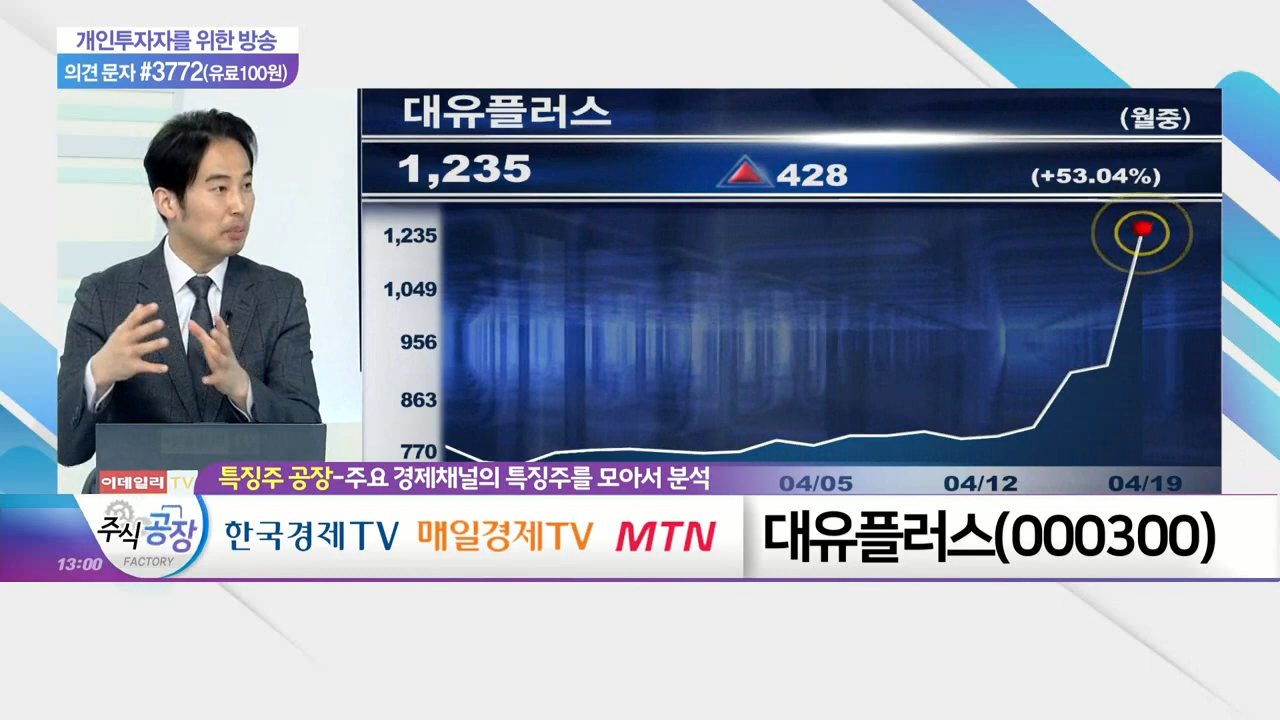 개인투자자를 위한 방송
의견 문자 #3772(유료100원)
대유플러스
(월중)
1,235
428
(+53.04%)
1,235
1,049
956
863
770
04/05
04/12
04/19
이데일리TV
특징주 공장-주요 경제채널의 특징주를 모아서 분석
주식공장
FACTORY
13:00
한국경제TV 매일경제TV MTN
대유플러스(000300)